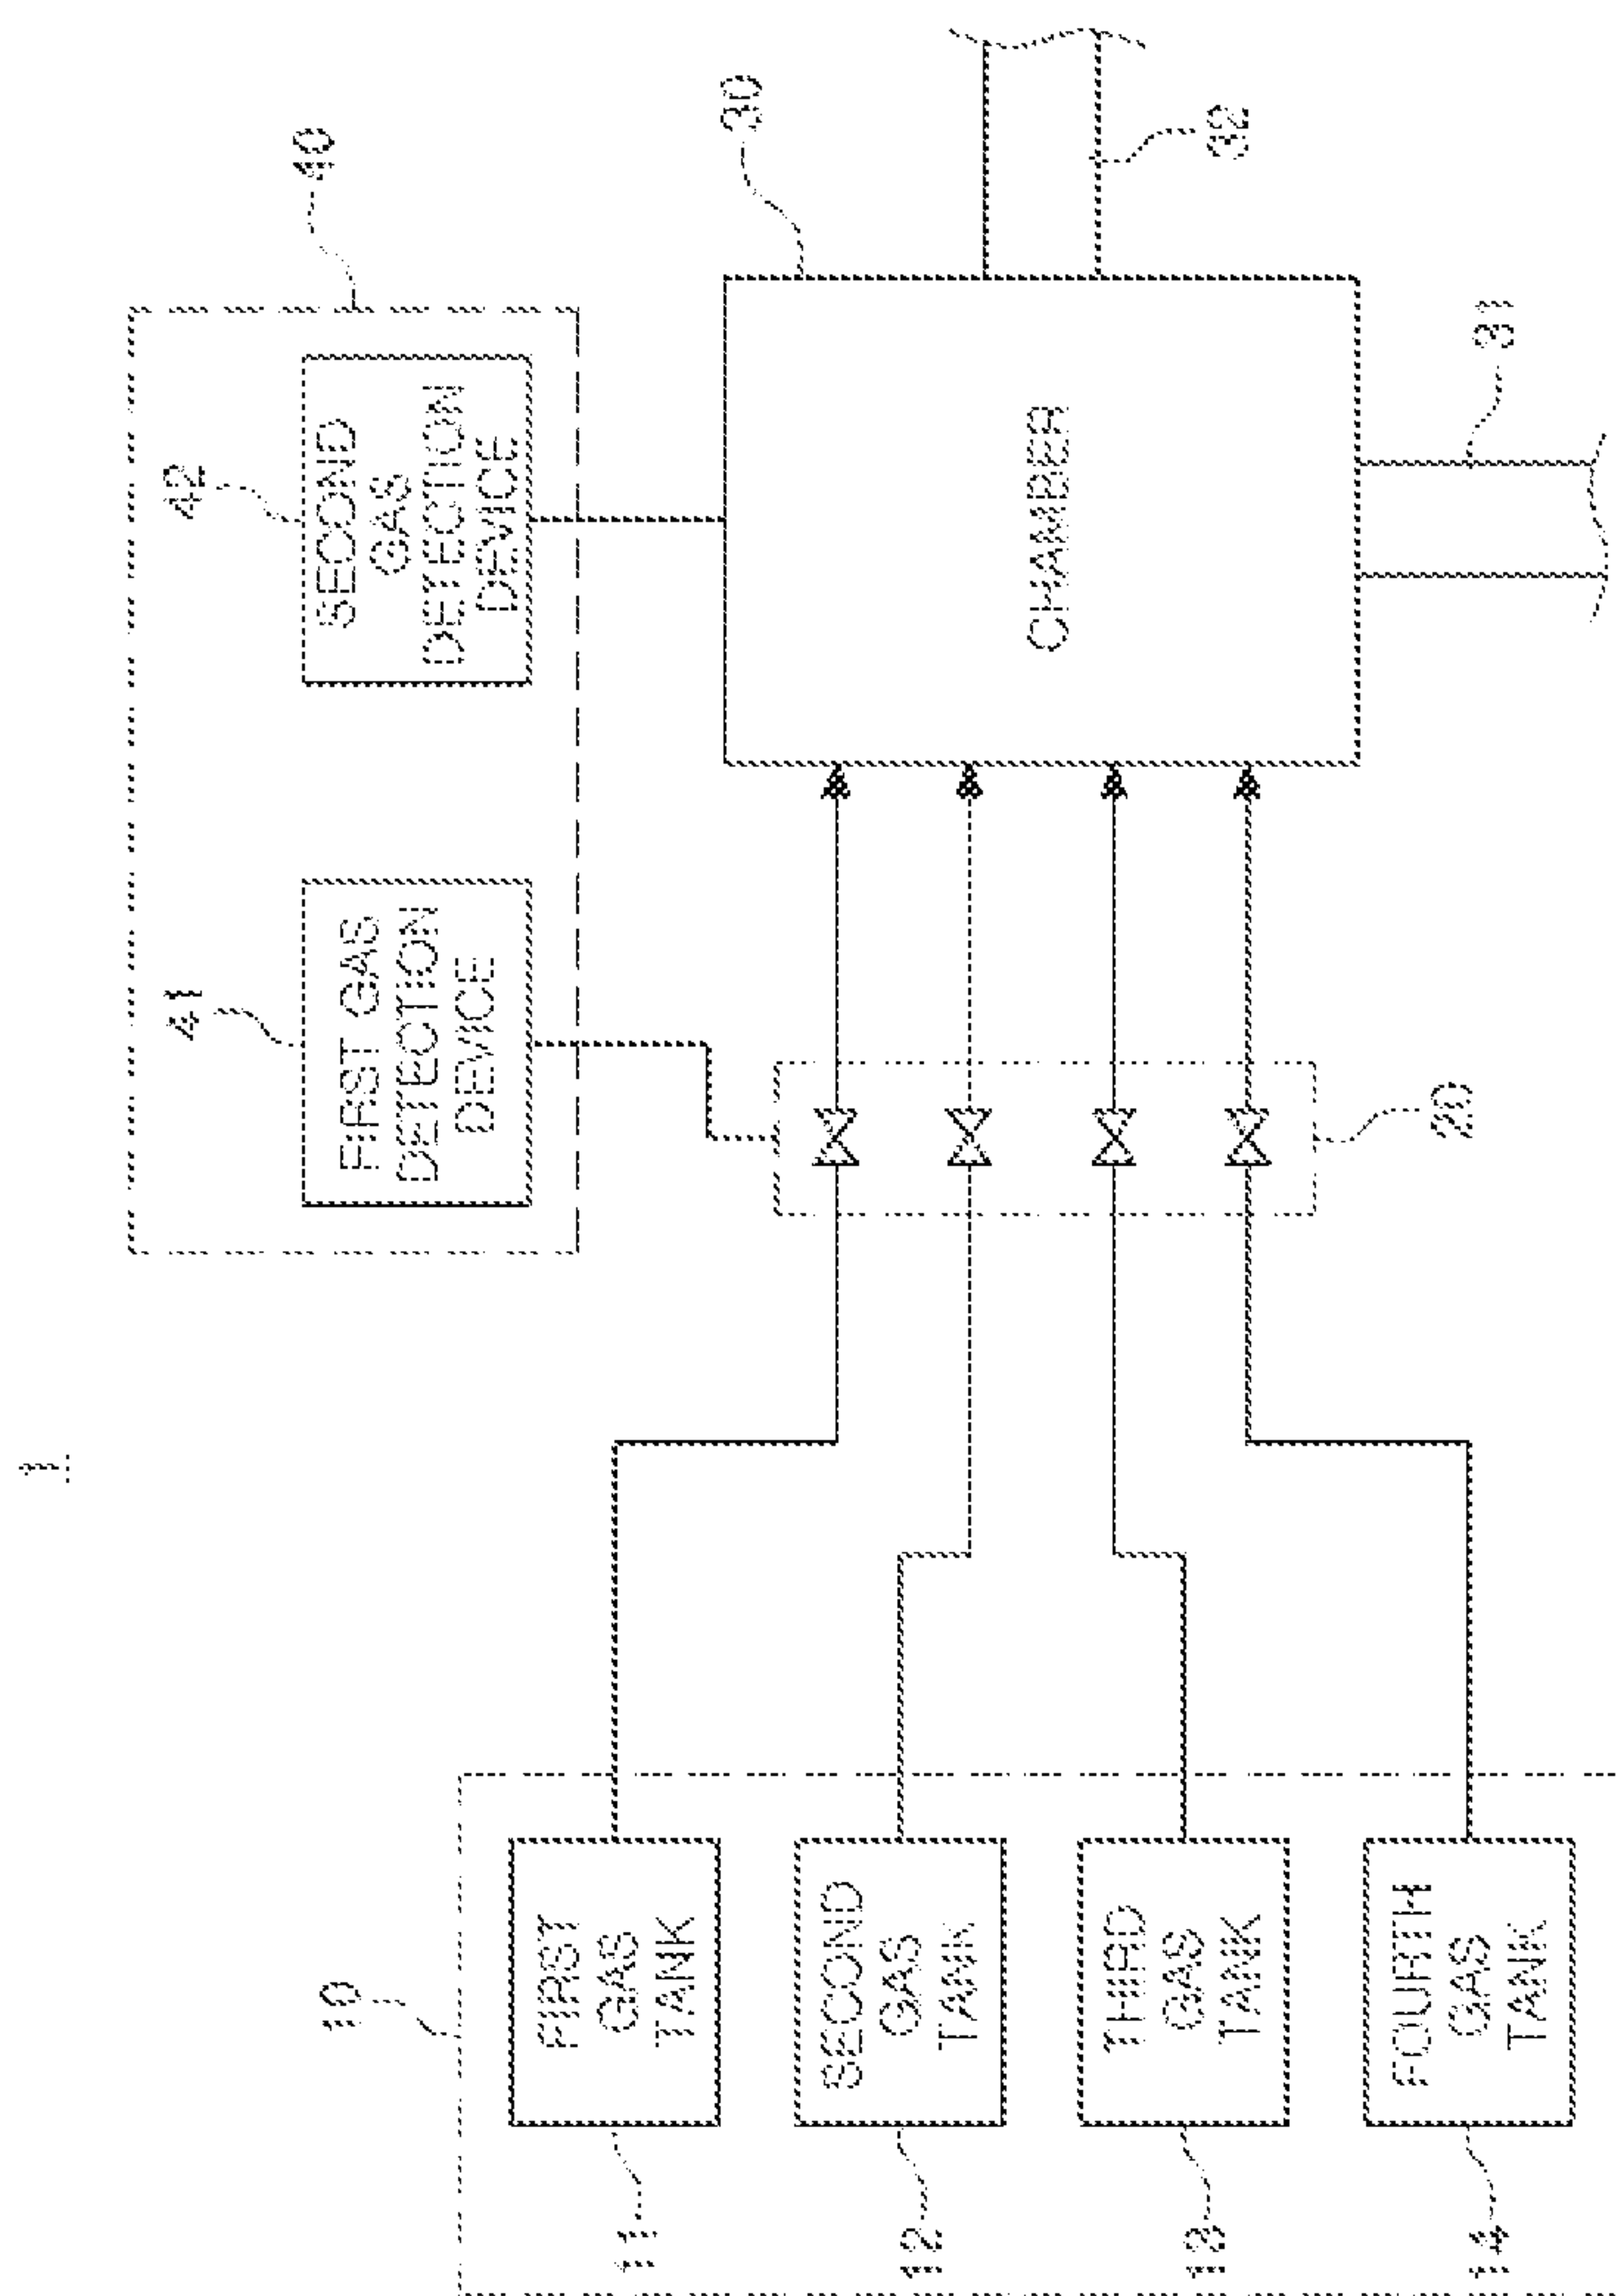 1
40
41
42
FIRST GAS
DETECTION
DEVICE
SECOND
GAS
DETECTION
DEVICE
10
30
11
FIRST
GAS
TANK
12
SECOND
GAS
TANK
CHAMBER
32
13
THIRD
GAS
TANK
14
FOURTH
GAS
TANK
20
31